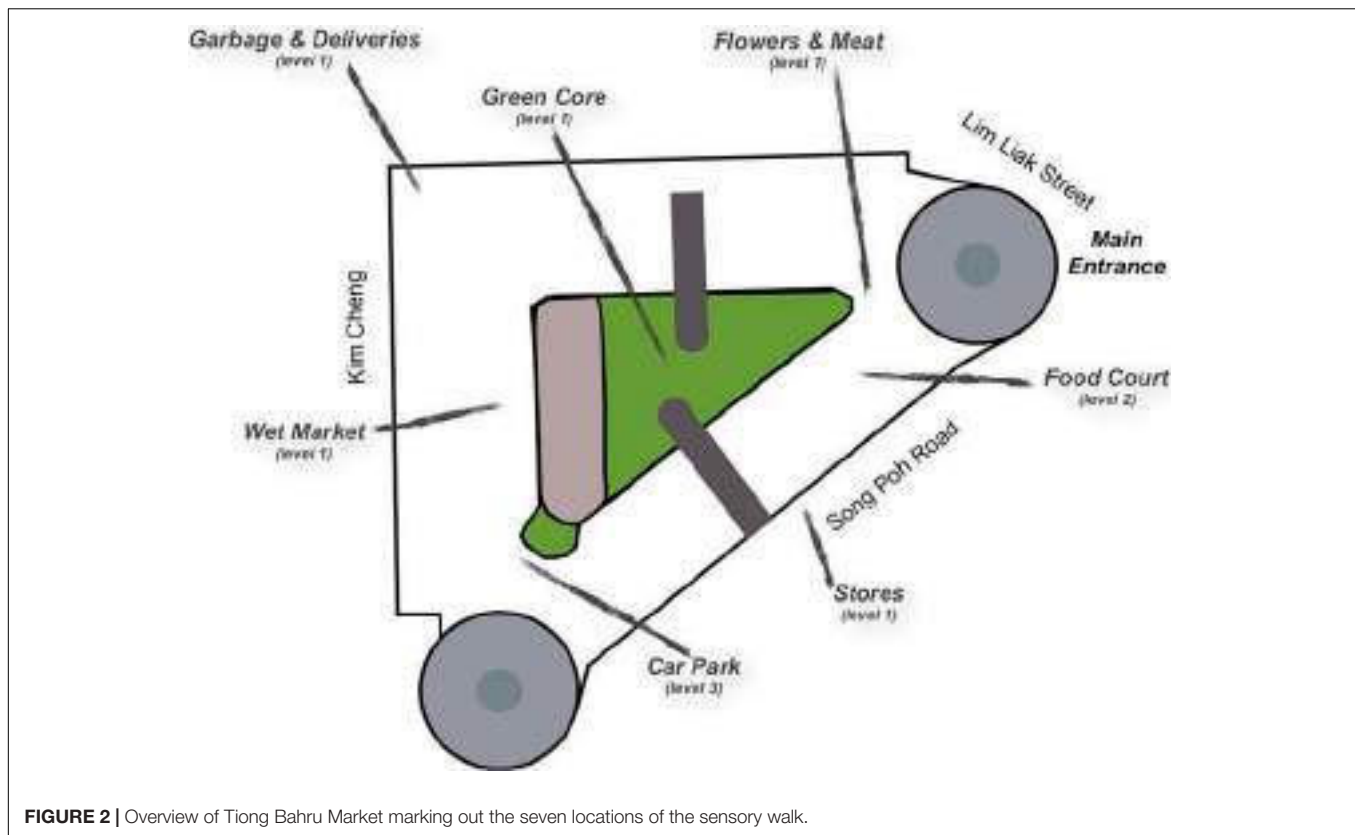 Garbage & Deliveries
(level 1)
Flowers & Meat
(level 1)
Green Core
(level 1)
Lim Liak Street
Main
Entrance
Kim Cheng
Food Court
(level 2)
Wet Market
(level 1)
Song Poh Road
Stores
(level 1)
Car Park
(level 3)
FIGURE 2 | Overview of Tiong Bahru Market marking out the seven locations of the sensory walk.